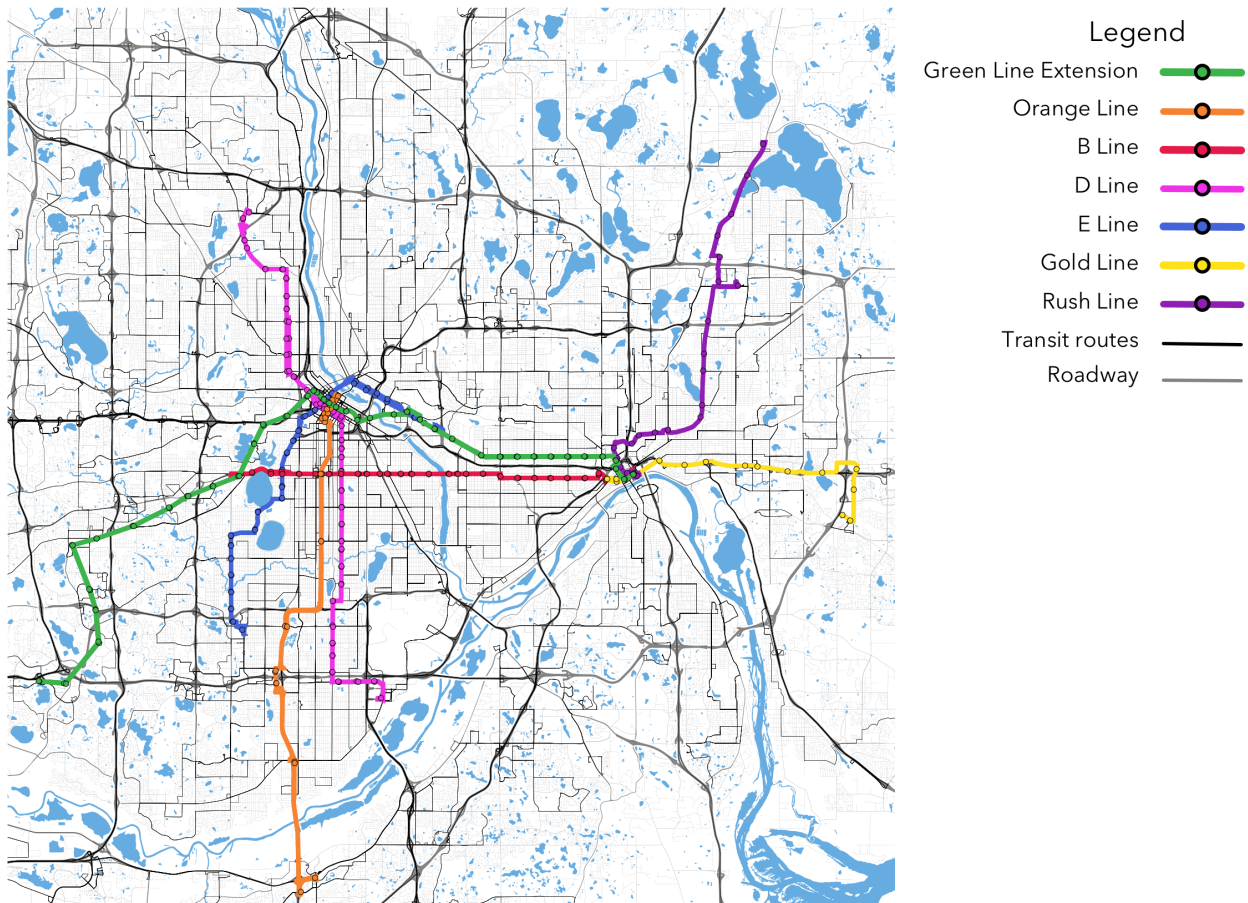 Legend
Green Line Extension
Orange Line
B Line
D Line
E Line
Gold Line
Rush Line
Transit routes
Roadway